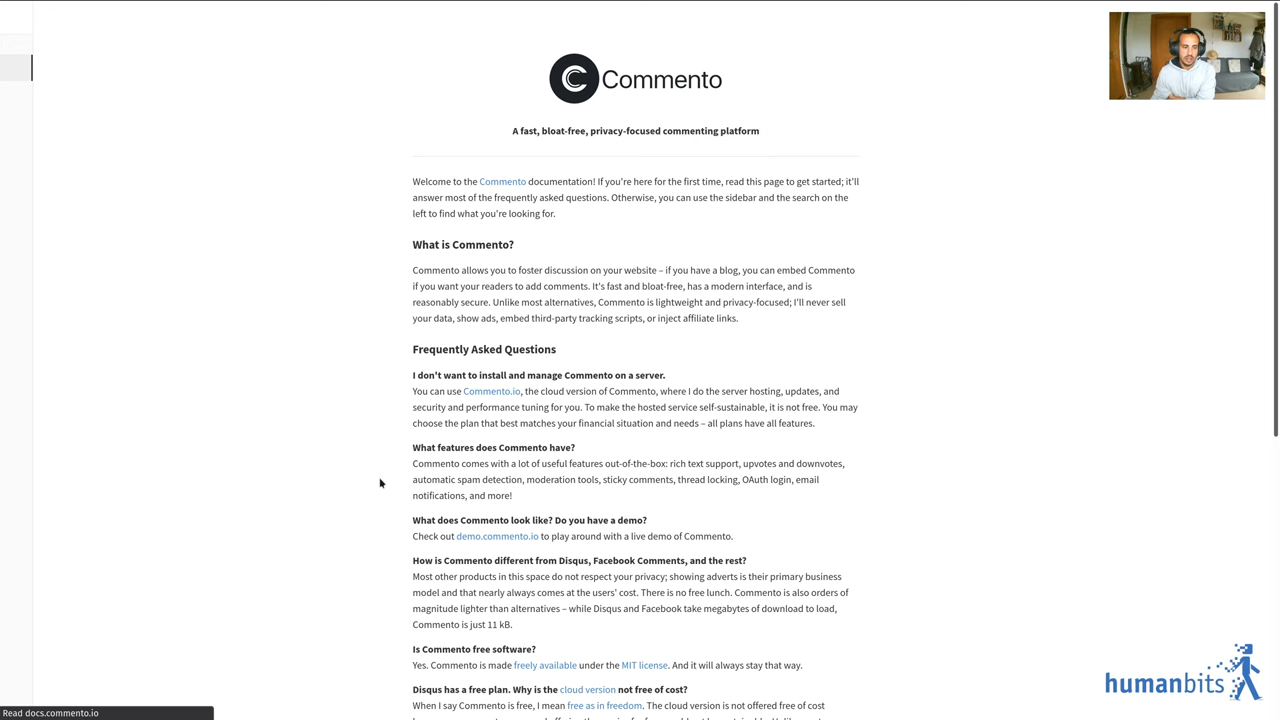 Commento
A fast, bloat-free, privacy-focused commenting platform
Welcome to the Commento documentation! If you're here for the first time, read this page to get started; it'll
answer most of the frequently asked questions. Otherwise, you can use the sidebar and the search on the
left to find what you're looking for.
What is Commento?
Commento allows you to foster discussion on your website – if you have a blog, you can embed Commento
if you want your readers to add comments. It's fast and bloat-free, has a modern interface, and is
reasonably secure. Unlike most alternatives, Commento is lightweight and privacy-focused; I'll never sell
your data, show ads, embed third-party tracking scripts, or inject affiliate links.
Frequently Asked Questions
I don't want to install and manage Commento on a server.
You can use Commento.io, the cloud version of Commento, where I do the server hosting, updates, and
security and performance tuning for you. To make the hosted service self-sustainable, it is not free. You may
choose the plan that best matches your financial situation and needs – all plans have all features.
What features does Commento have?
Commento comes with a lot of useful features out-of-the-box: rich text support, upvotes and downvotes,
automatic spam detection, moderation tools, sticky comments, thread locking, OAuth login, email
notifications, and more!
What does Commento look like? Do you have a demo?
Check out demo.commento.io to play around with a live demo of Commento.
How is Commento different from Disqus, Facebook Comments, and the rest?
Most other products in this space do not respect your privacy; showing adverts is their primary business
model and that nearly always comes at the users' cost. There is no free lunch. Commento is also orders of
magnitude lighter than alternatives – while Disqus and Facebook take megabytes of download to load,
Commento is just 11 kB.
Is Commento free software?
Yes. Commento is made freely available under the MIT license. And it will always stay that way.
Disqus has a free plan. Why is the cloud version not free of cost?
When I say Commento is free, I mean free as in freedom. The cloud version is not offered free of cost
humanbits
Read docs.commento.io